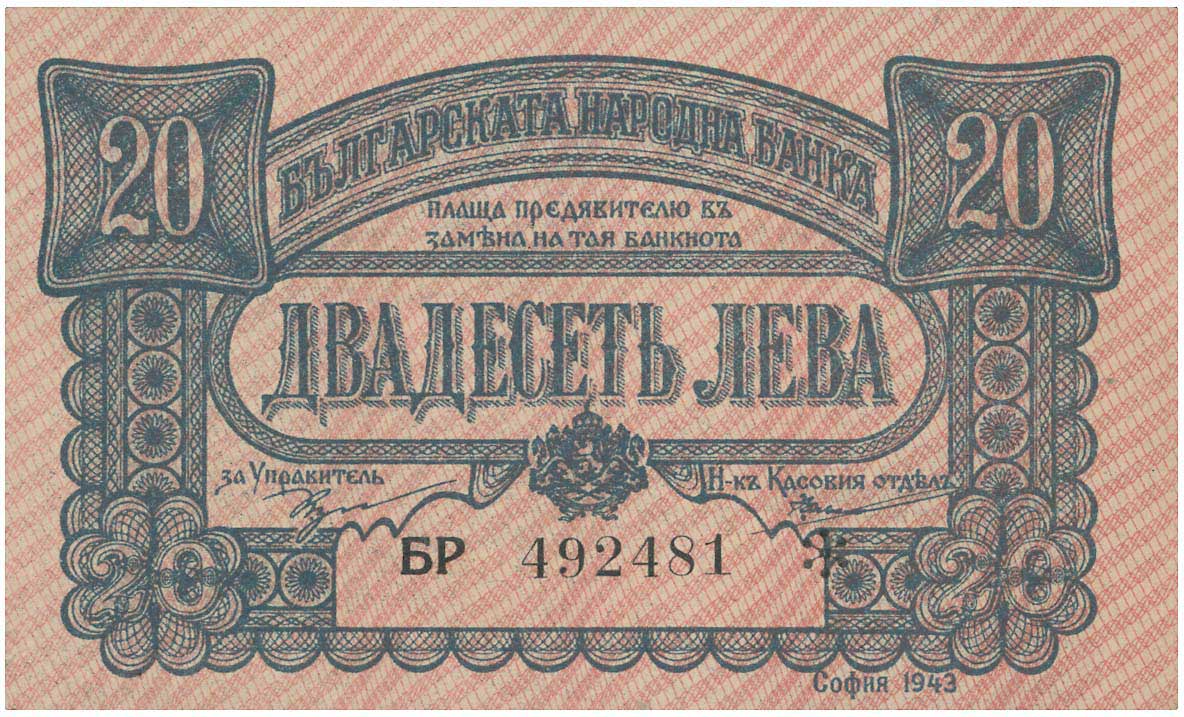 20 20
БЪЛГАРСКАТА НАРОДНА БАНКА
ПЛАЩА ПРЕДЯВИТЕЛЮ ВЪ
ЗАМѢНА НА ТАЯ БАНКНОТА
ДВАДЕСЕТЬ ЛЕВА
за Управитель
Н-къ Касовия отдѣлъ
БР 492481
20 20
София 1943